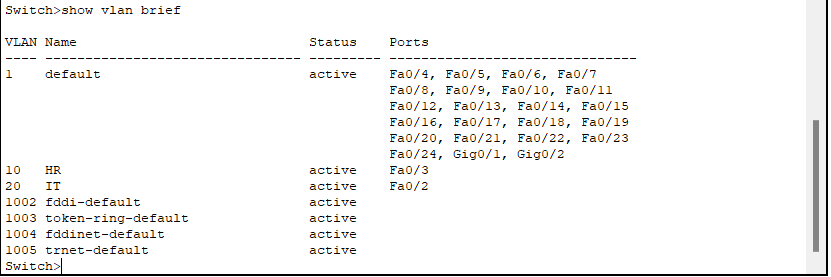 Switch>show vlan brief
VLAN Name                             Status    Ports
---- -------------------------------- --------- -------------------------------
1    default                          active    Fa0/4, Fa0/5, Fa0/6, Fa0/7
                                                Fa0/8, Fa0/9, Fa0/10, Fa0/11
                                                Fa0/12, Fa0/13, Fa0/14, Fa0/15
                                                Fa0/16, Fa0/17, Fa0/18, Fa0/19
                                                Fa0/20, Fa0/21, Fa0/22, Fa0/23
                                                Fa0/24, Gig0/1, Gig0/2
10   HR                               active    Fa0/3
20   IT                               active    Fa0/2
1002 fddi-default                     active
1003 token-ring-default               active
1004 fddinet-default                  active
1005 trnet-default                    active
Switch>